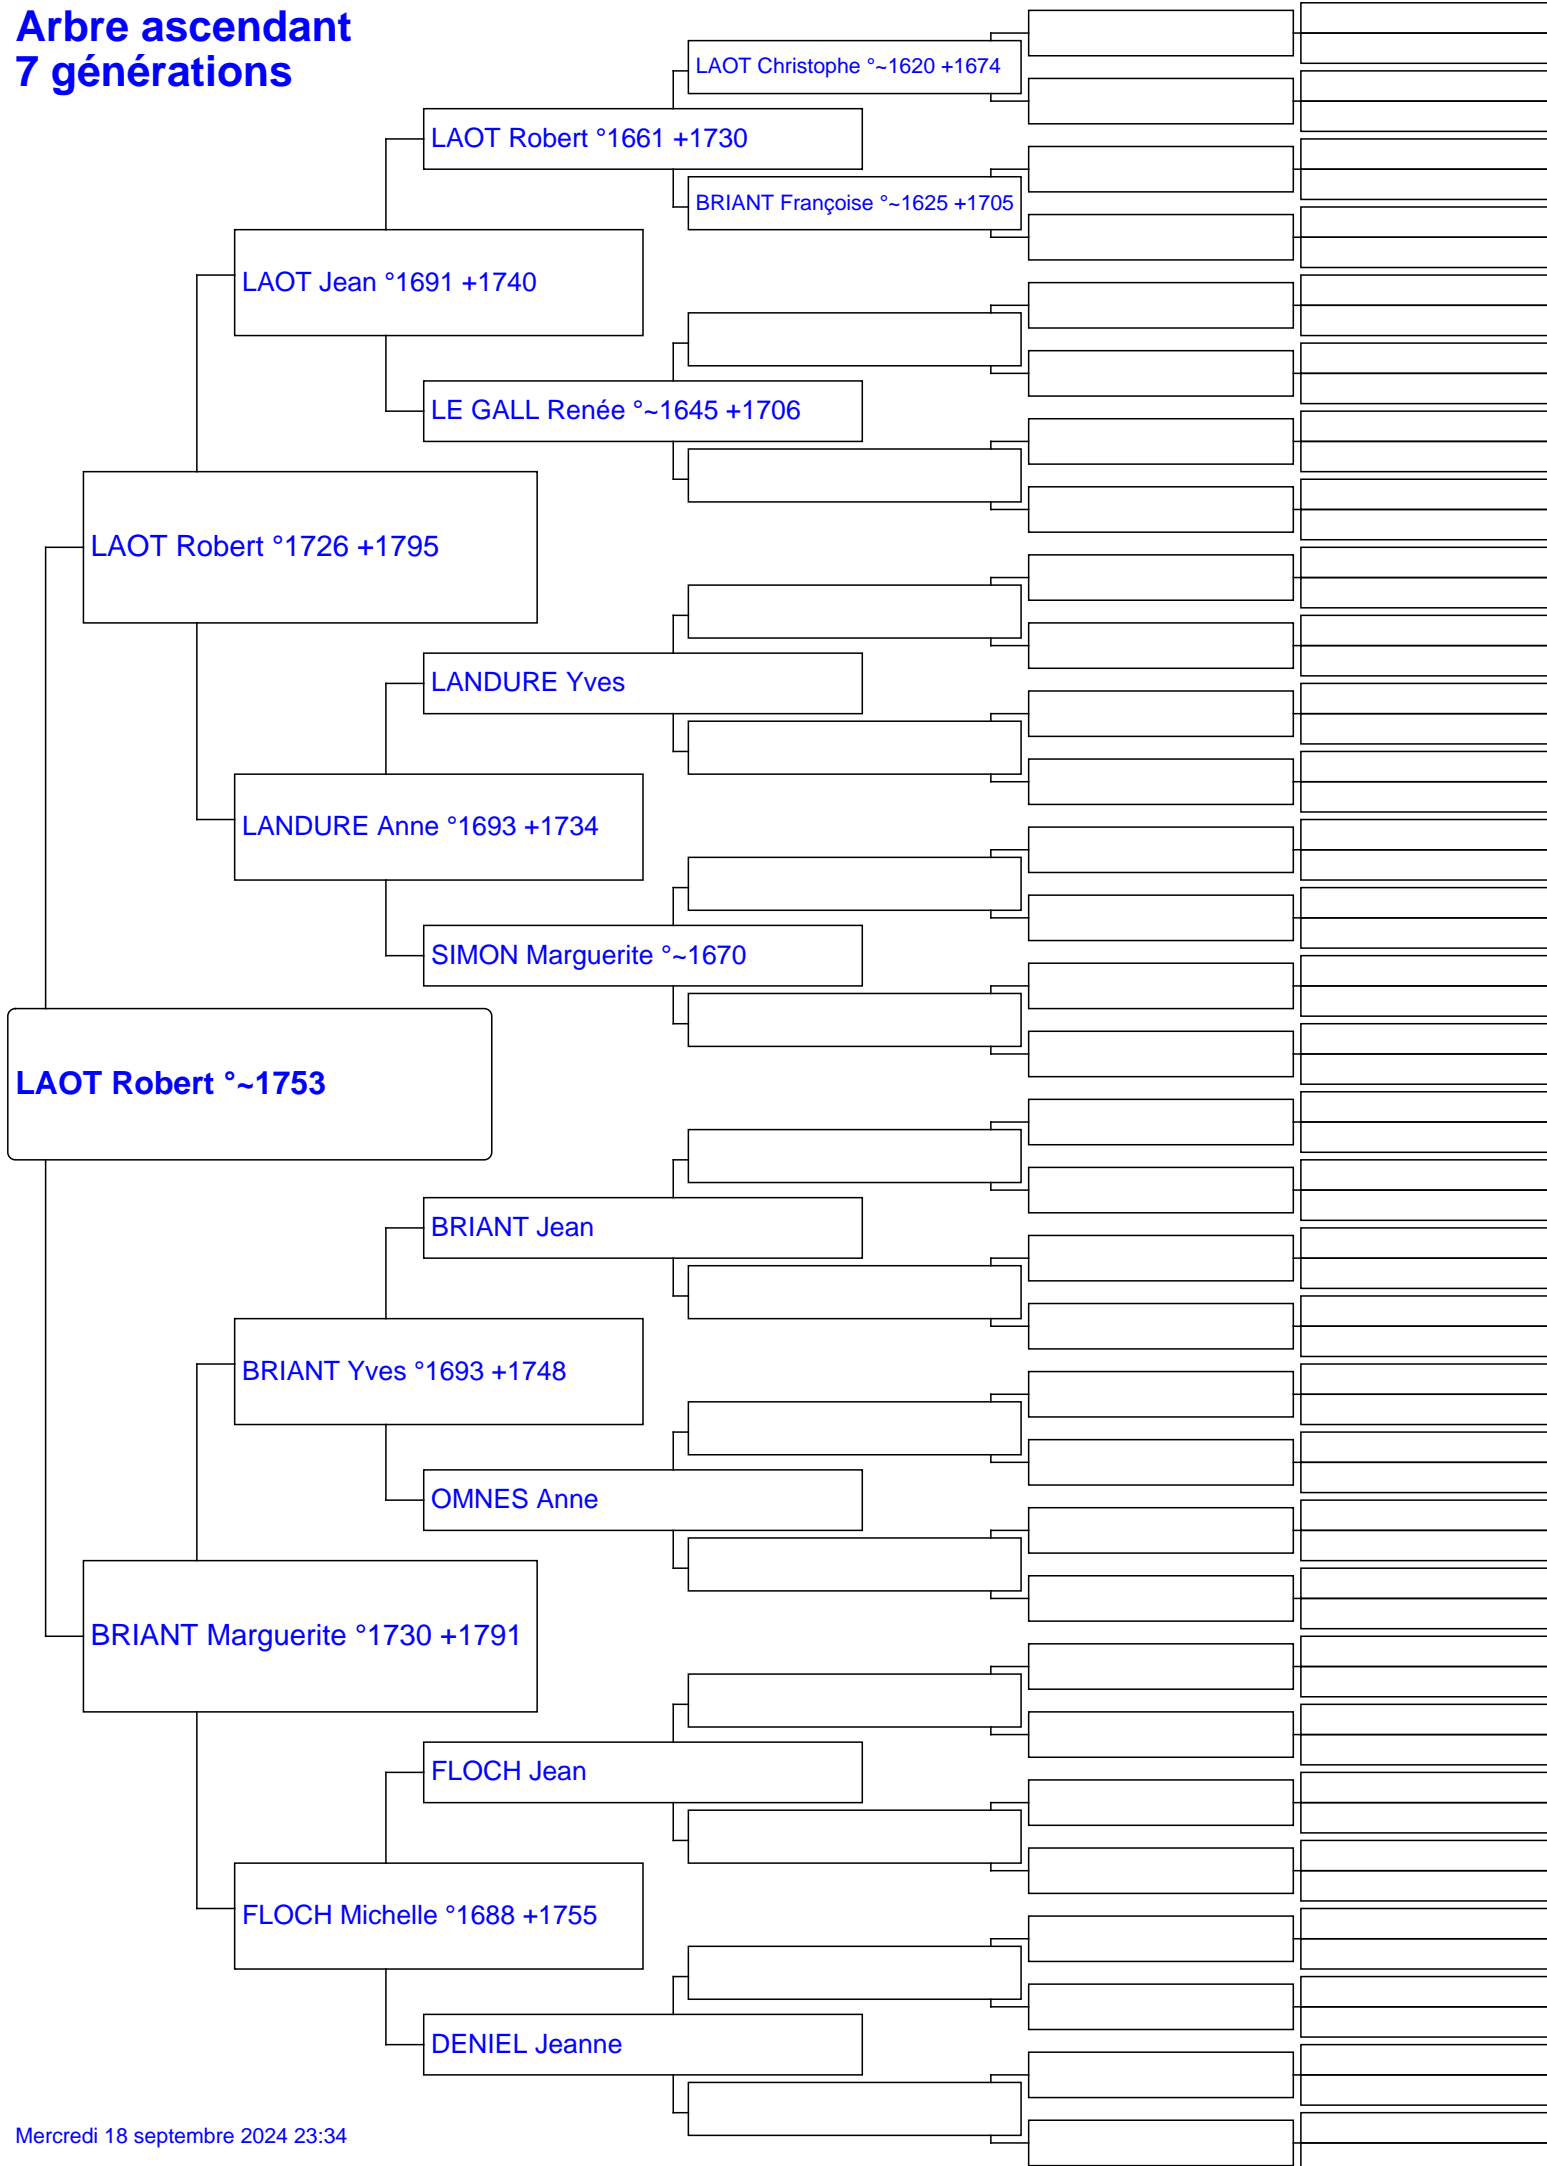 Arbre ascendant
7 générations
LAOT Christophe °~1620 +1674
LAOT Robert °1661 +1730
BRIANT Françoise °~1625 +1705
LAOT Jean °1691 +1740
LE GALL Renée °~1645 +1706
LAOT Robert °1726 +1795
LANDURE Yves
LANDURE Anne °1693 +1734
SIMON Marguerite °~1670
LAOT Robert °~1753
BRIANT Jean
BRIANT Yves °1693 +1748
OMNES Anne
BRIANT Marguerite °1730 +1791
FLOCH Jean
FLOCH Michelle °1688 +1755
DENIEL Jeanne
Mercredi 18 septembre 2024 23:34